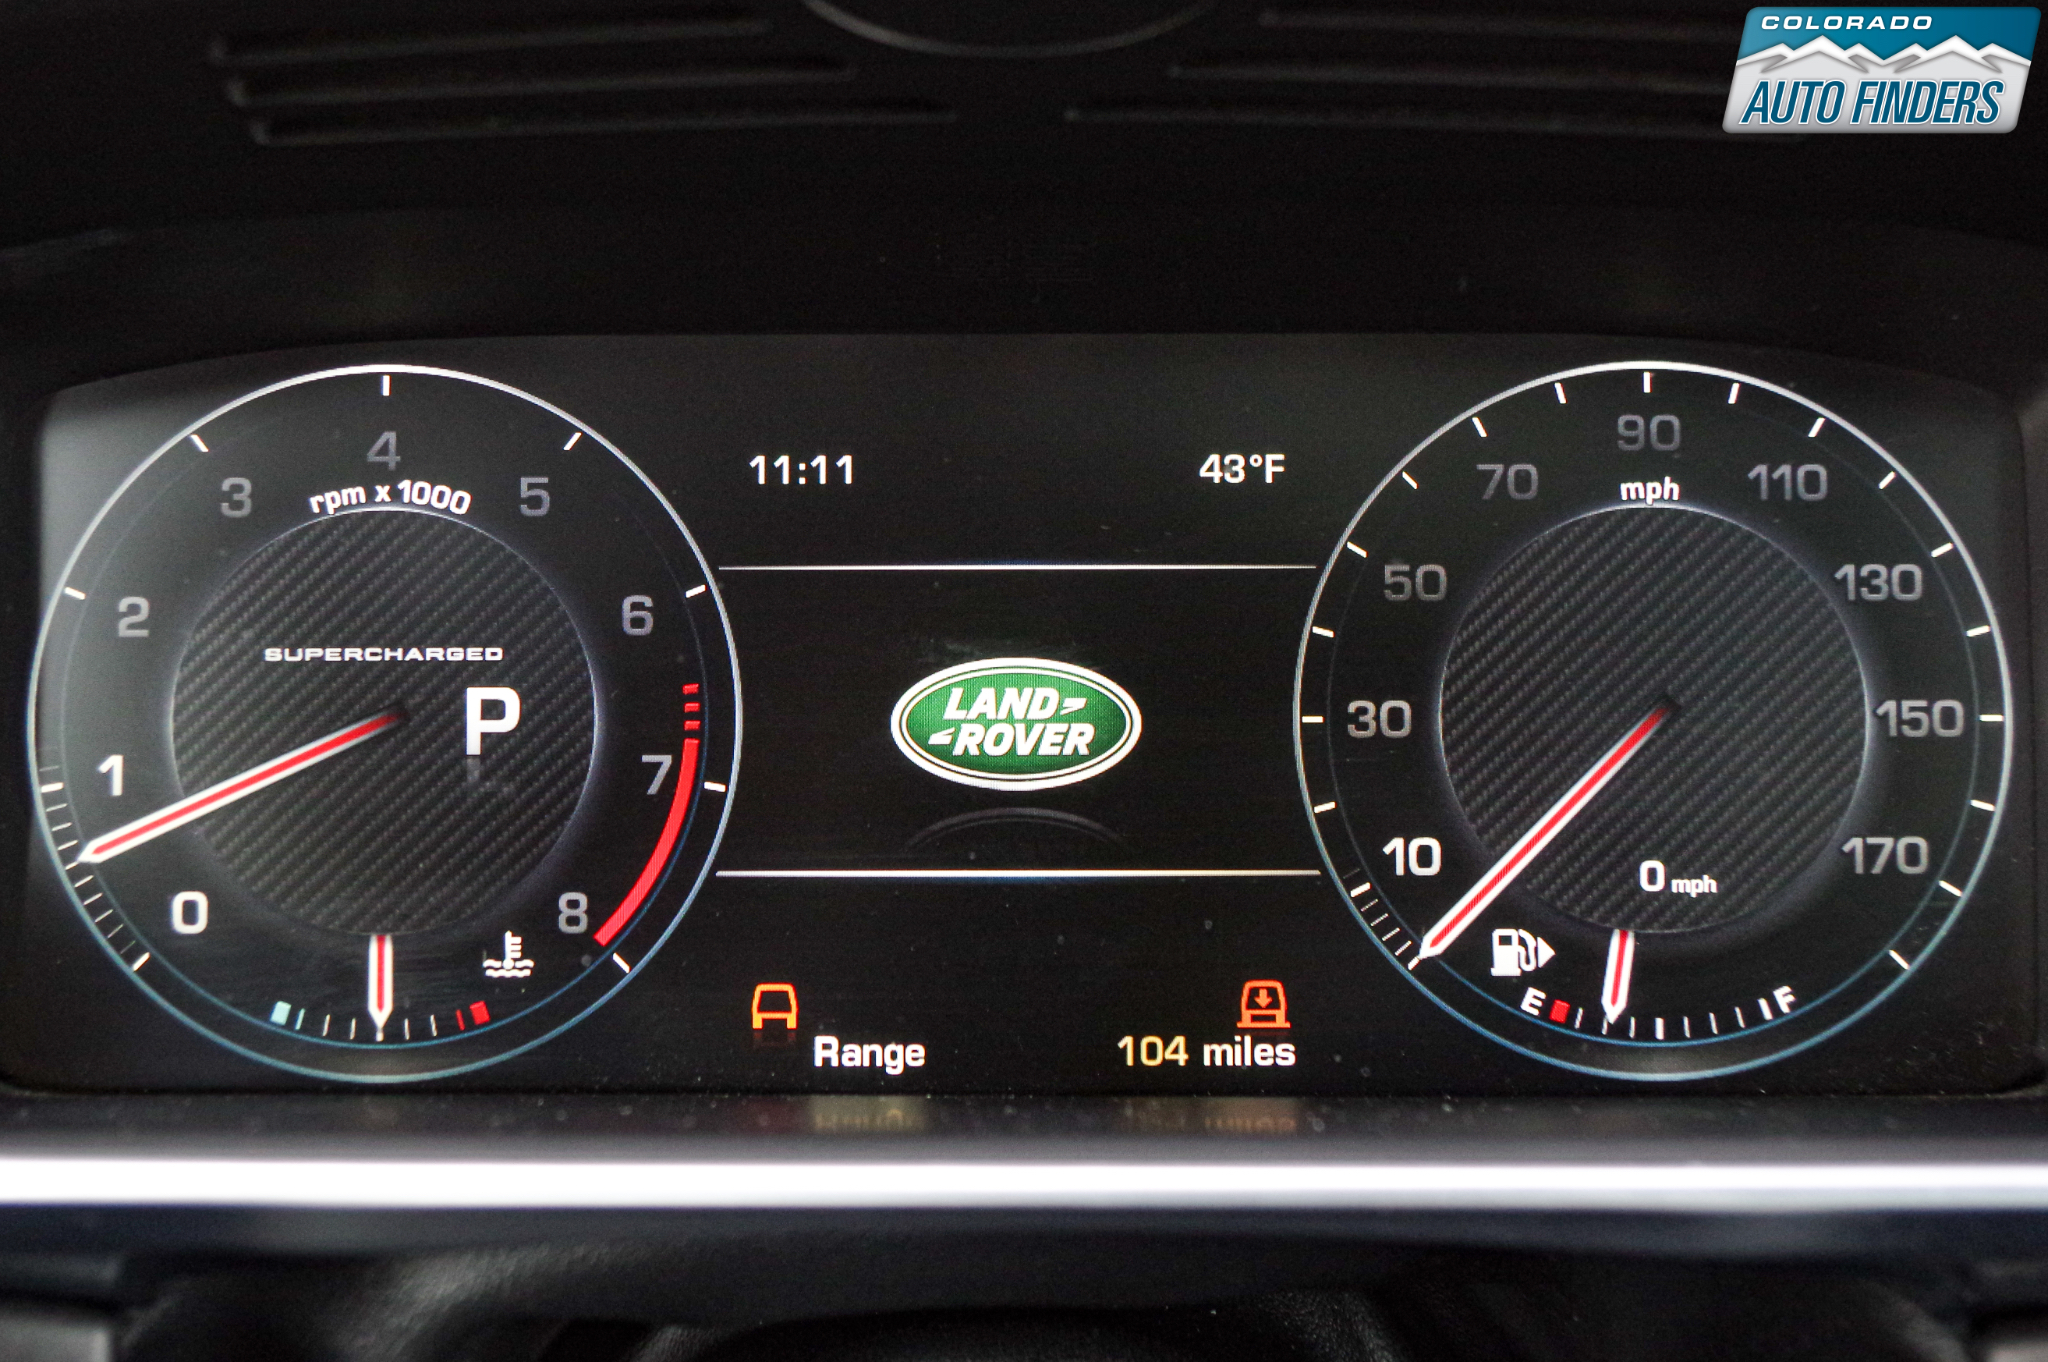 COLORADO
AUTO FINDERS
11:11
43°F
0
1
2
3
4
5
6
7
8
rpm x 1000
SUPERCHARGED
P
LAND
ROVER
10
30
50
70
90
110
130
150
170
mph
0 mph
E
F
Range
104 miles